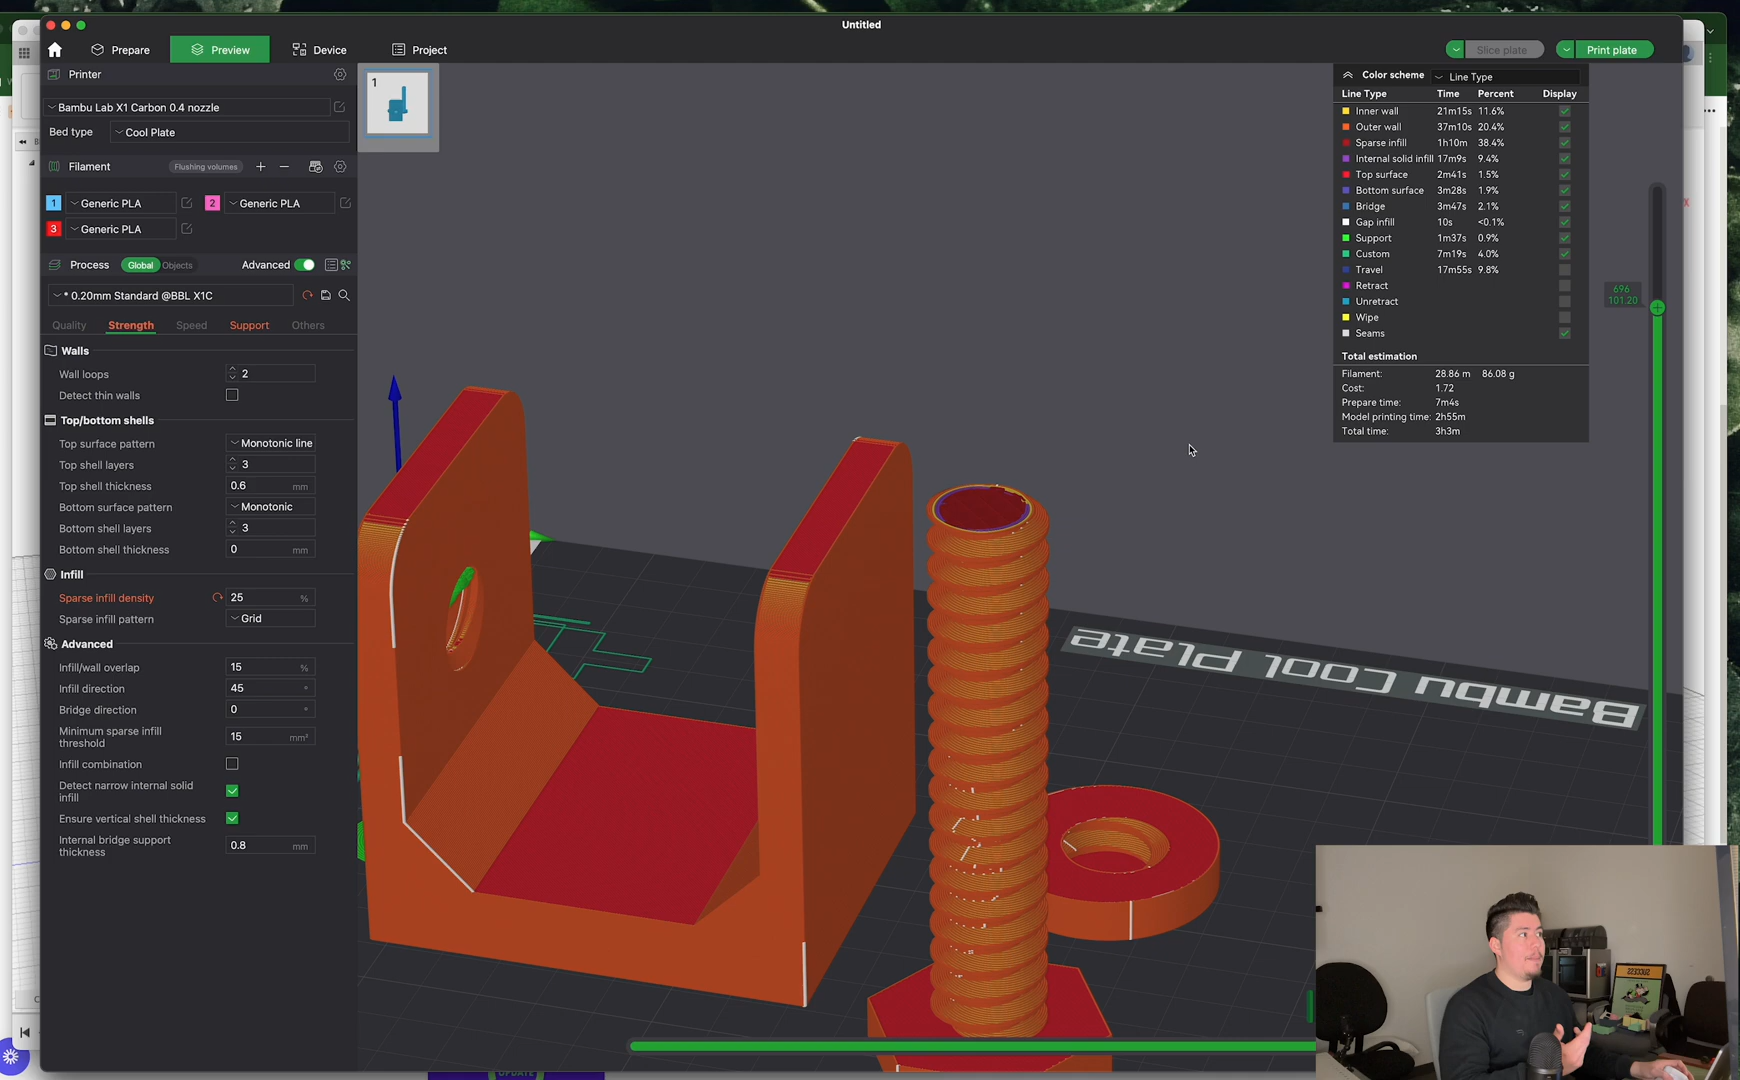 Untitled
Prepare
Preview
Device
Project
Slice plate
Print plate
Printer
Bambu Lab X1 Carbon 0.4 nozzle
Bed type
Cool Plate
Filament
Flushing volumes
1 Generic PLA
2 Generic PLA
3 Generic PLA
Process
Global
Objects
Advanced
* 0.20mm Standard @BBL X1C
Quality
Strength
Speed
Support
Others
Walls
Wall loops 2
Detect thin walls
Top/bottom shells
Top surface pattern Monotonic line
Top shell layers 3
Top shell thickness 0.6 mm
Bottom surface pattern Monotonic
Bottom shell layers 3
Bottom shell thickness 0 mm
Infill
Sparse infill density 25 %
Sparse infill pattern Grid
Advanced
Infill/wall overlap 15 %
Infill direction 45 °
Bridge direction 0 °
Minimum sparse infill
threshold 15 mm²
Infill combination
Detect narrow internal solid
infill
Ensure vertical shell thickness
Internal bridge support
thickness 0.8 mm
1
Color scheme Line Type
Line Type Time Percent Display
Inner wall 21m15s 11.6%
Outer wall 37m10s 20.4%
Sparse infill 1h10m 38.4%
Internal solid infill 17m9s 9.4%
Top surface 2m41s 1.5%
Bottom surface 3m28s 1.9%
Bridge 3m47s 2.1%
Gap infill 10s <0.1%
Support 1m37s 0.9%
Custom 7m19s 4.0%
Travel 17m55s 9.8%
Retract
Unretract
Wipe
Seams
Total estimation
Filament: 28.86 m 86.08 g
Cost: 1.72
Prepare time: 7m4s
Model printing time: 2h55m
Total time: 3h3m
696
101.20
Bambu Cool Plate
SUCCESS
UPDATE